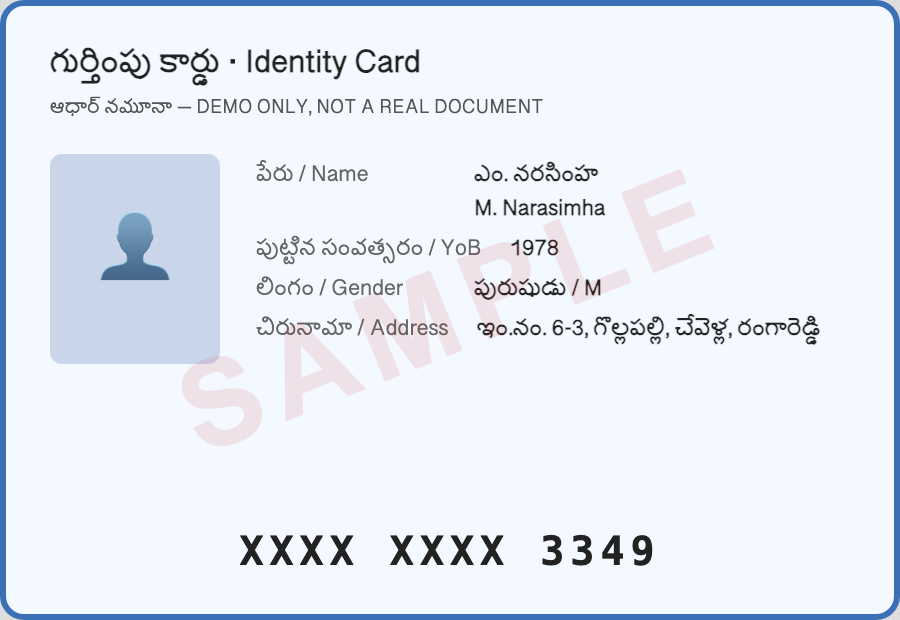 గుర్తింపు కార్డు · Identity Card
ఆధార్ నమూనా — DEMO ONLY, NOT A REAL DOCUMENT
పేరు / Name ఎం. నరసింహ
M. Narasimha
పుట్టిన సంవత్సరం / YoB 1978
లింగం / Gender పురుషుడు / M
చిరునామా / Address ఇం.నం. 6-3, గొల్లపల్లి, చేవెళ్ల, రంగారెడ్డి
SAMPLE
XXXX XXXX 3349